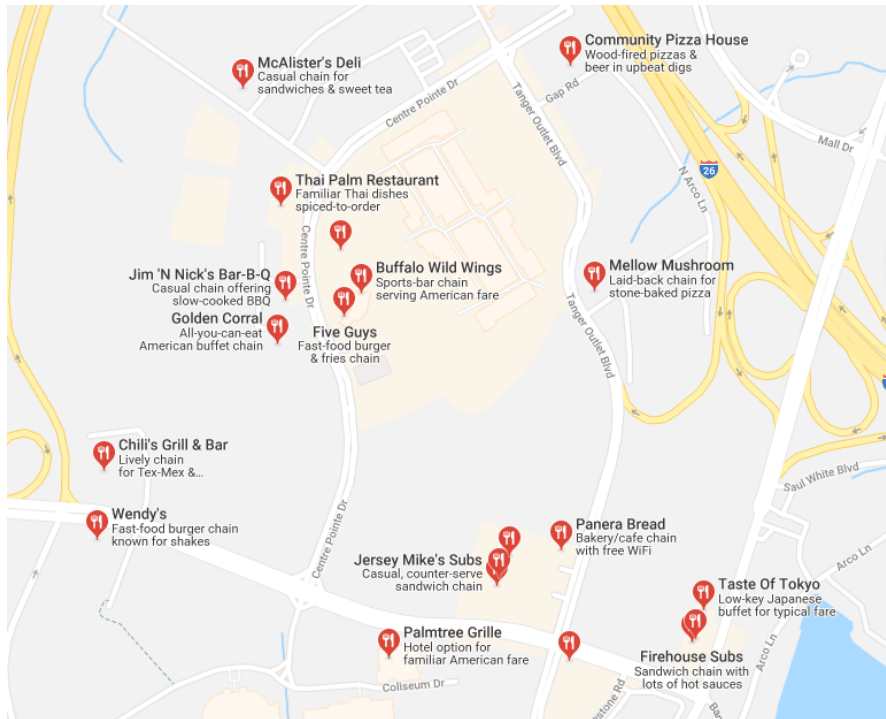 Community Pizza House
Wood-fired pizzas &
beer in upbeat digs
McAlister's Deli
Casual chain for
sandwiches & sweet tea
Centre Pointe Dr
Tanger Outlet Blvd
Gap Rd
Mall Dr
26
N Arco Ln
Thai Palm Restaurant
Familiar Thai dishes
spiced-to-order
Centre Pointe Dr
Jim 'N Nick's Bar-B-Q
Casual chain offering
slow-cooked BBQ
Buffalo Wild Wings
Sports-bar chain
serving American fare
Mellow Mushroom
Laid-back chain for
stone-baked pizza
Golden Corral
All-you-can-eat
American buffet chain
Five Guys
Fast-food burger
& fries chain
Tanger Outlet Blvd
Chili's Grill & Bar
Lively chain
for Tex-Mex &...
Saul White Blvd
Wendy's
Fast-food burger chain
known for shakes
Centre Pointe Dr
Panera Bread
Bakery/cafe chain
with free WiFi
Jersey Mike's Subs
Casual, counter-serve
sandwich chain
Arco Ln
Taste Of Tokyo
Low-key Japanese
buffet for typical fare
Palmtree Grille
Hotel option for
familiar American fare
Firehouse Subs
Sandwich chain with
lots of hot sauces
Arco Ln
Coliseum Dr